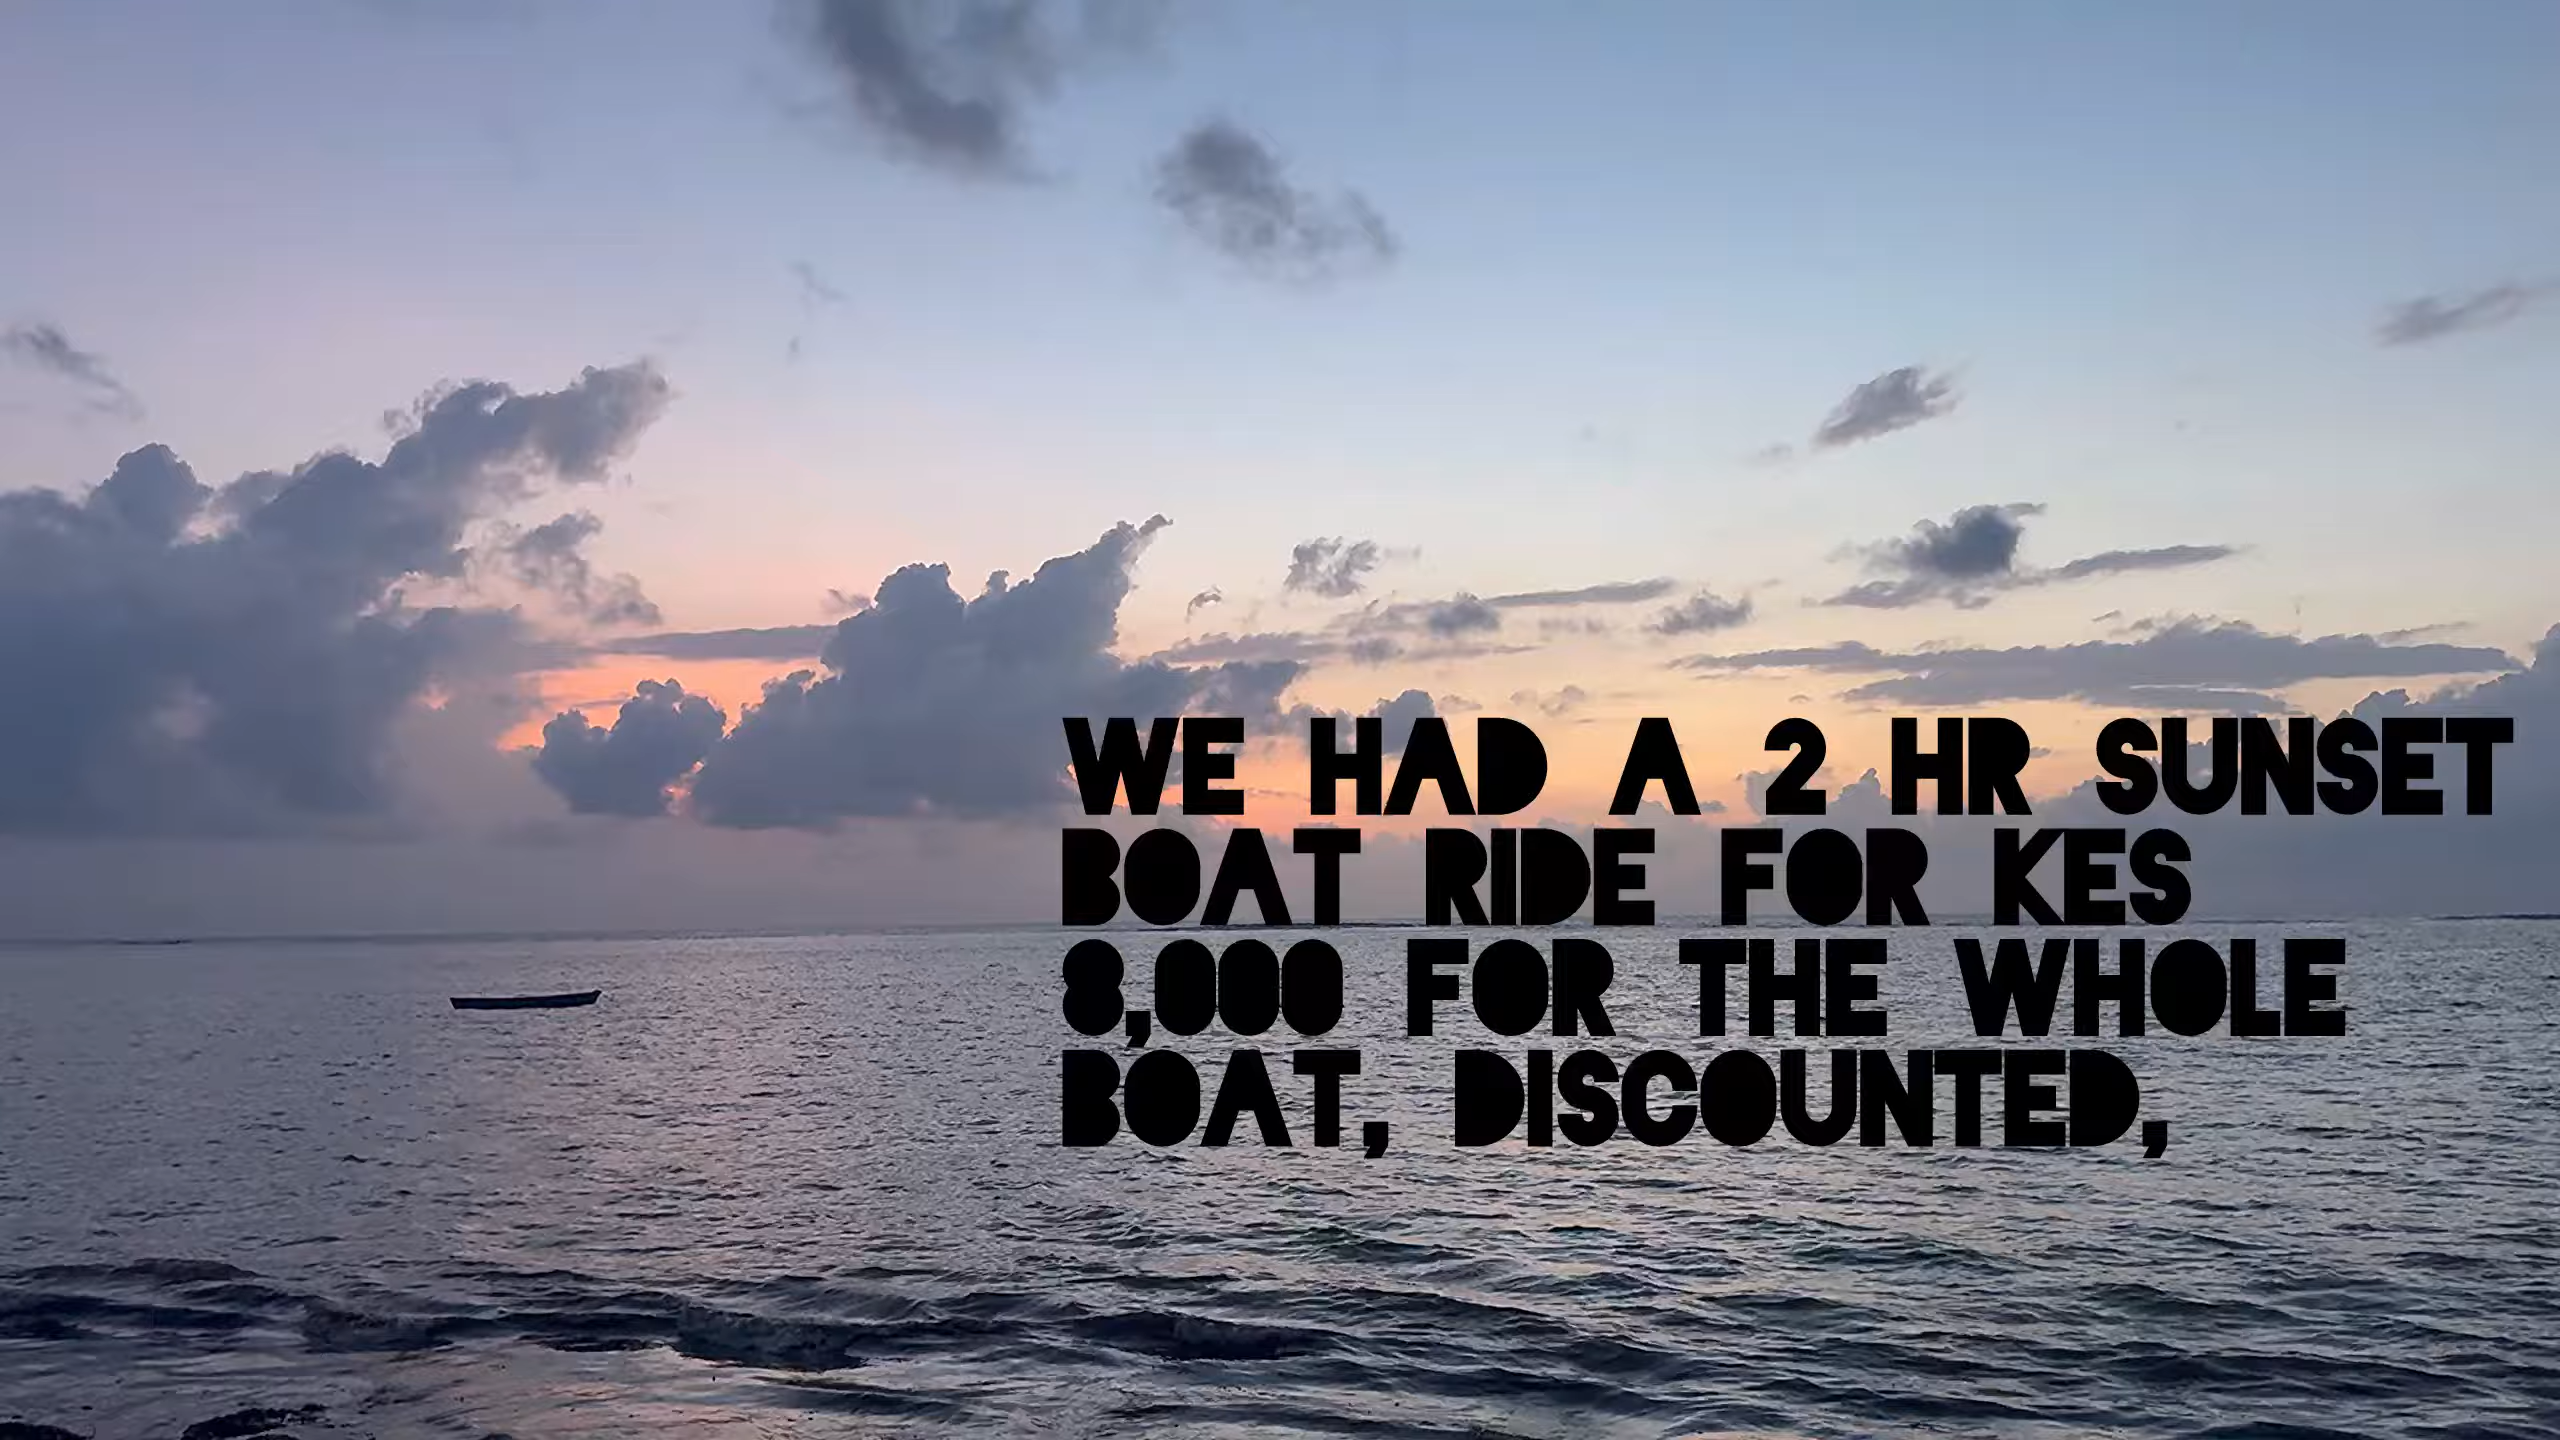 WE HAD A 2 HR SUNSET
BOAT RIDE FOR KES
8,000 FOR THE WHOLE
BOAT, DISCOUNTED,